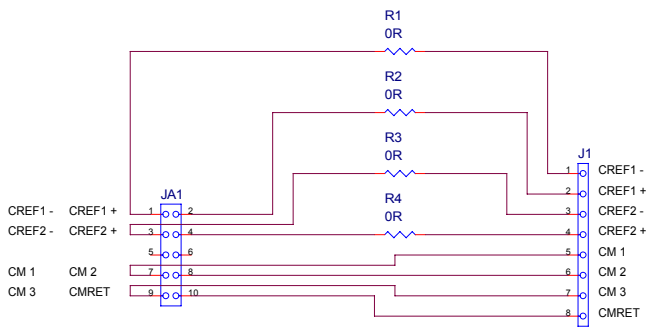 R1
0R
R2
0R
R3
0R
J1
1 CREF1 -
JA1
2 CREF1 +
R4
CREF1 - CREF1 + 1 2
0R
3 CREF2 -
CREF2 - CREF2 + 3 4
4 CREF2 +
5 6
5 CM 1
CM 1 CM 2 7 8
6 CM 2
CM 3 CMRET 9 10
7 CM 3
8 CMRET